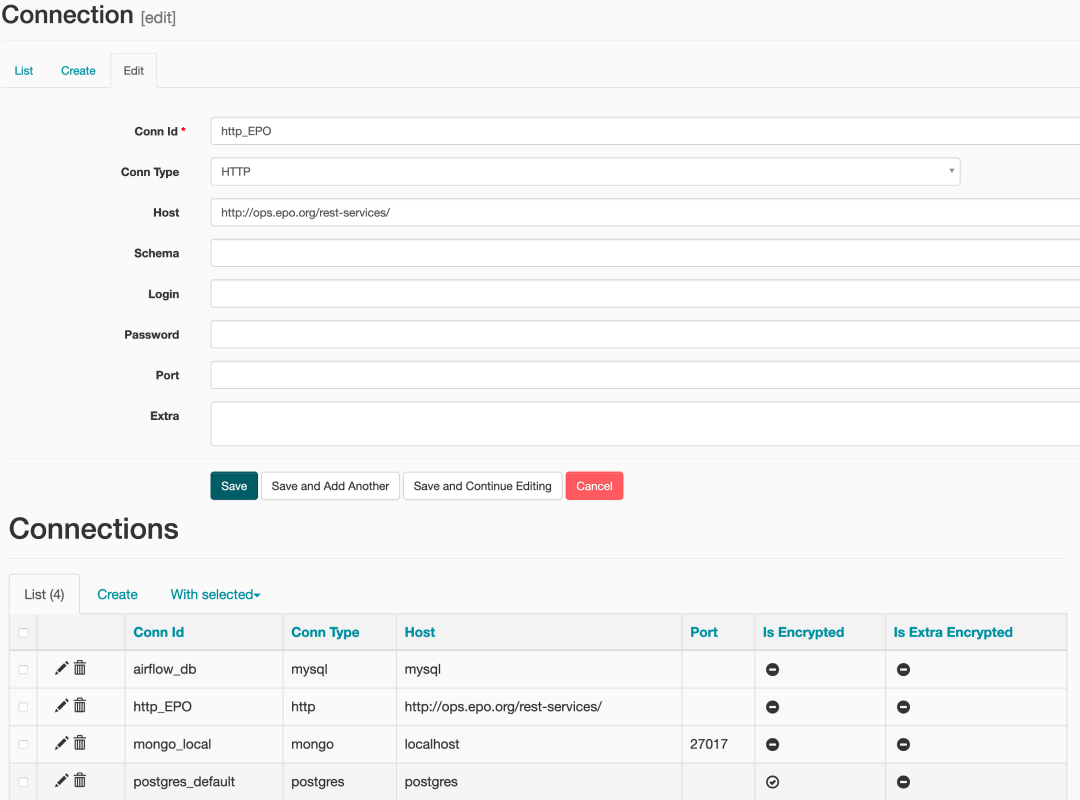 Connection [edit]
List Create Edit
Conn Id * http_EPO
Conn Type HTTP
Host http://ops.epo.org/rest-services/
Schema
Login
Password
Port
Extra
Save Save and Add Another Save and Continue Editing Cancel
Connections
List (4) Create With selected
Conn Id Conn Type Host Port Is Encrypted Is Extra Encrypted
airflow_db mysql mysql
http_EPO http http://ops.epo.org/rest-services/
mongo_local mongo localhost 27017
postgres_default postgres postgres